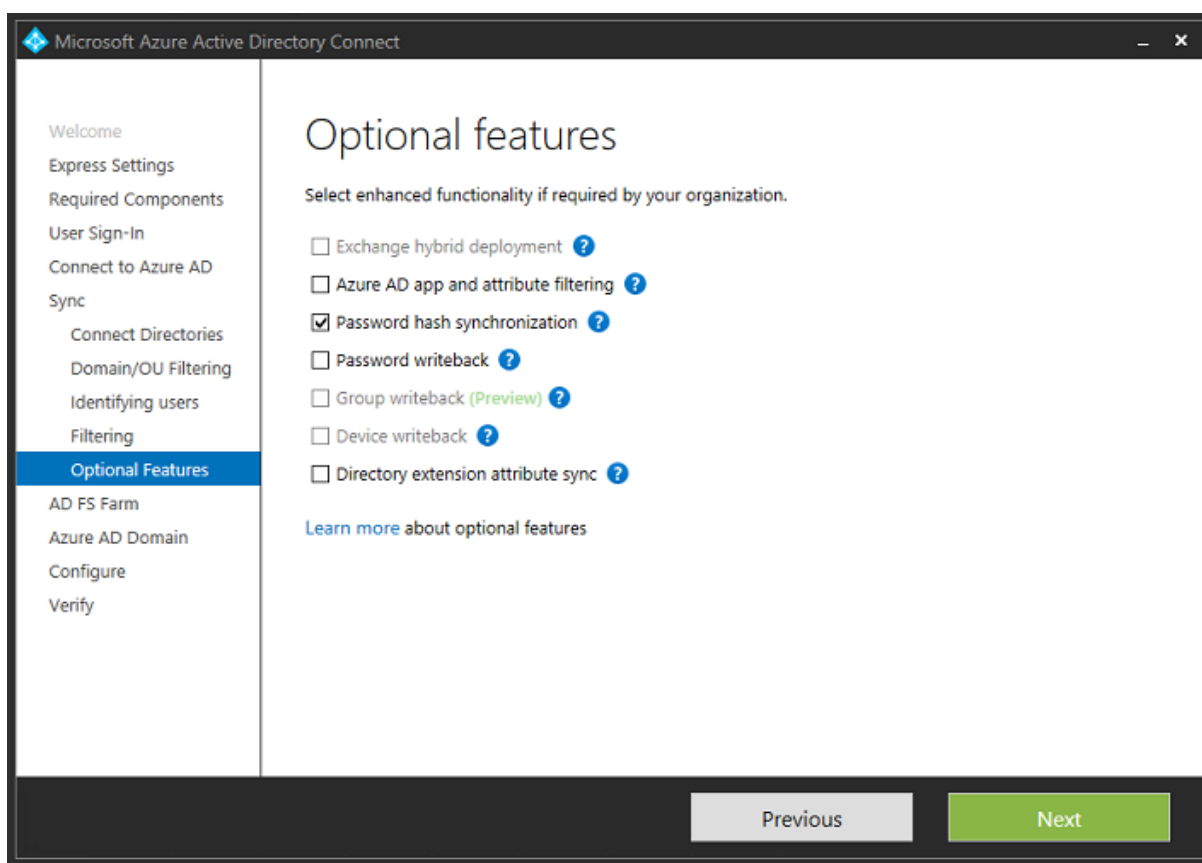 Microsoft Azure Active Directory Connect
Welcome
Express Settings
Required Components
User Sign-In
Connect to Azure AD
Sync
Connect Directories
Domain/OU Filtering
Identifying users
Filtering
Optional Features
AD FS Farm
Azure AD Domain
Configure
Verify
Optional features
Select enhanced functionality if required by your organization.
Exchange hybrid deployment ?
Azure AD app and attribute filtering ?
Password hash synchronization ?
Password writeback ?
Group writeback (Preview) ?
Device writeback ?
Directory extension attribute sync ?
Learn more about optional features
Previous
Next